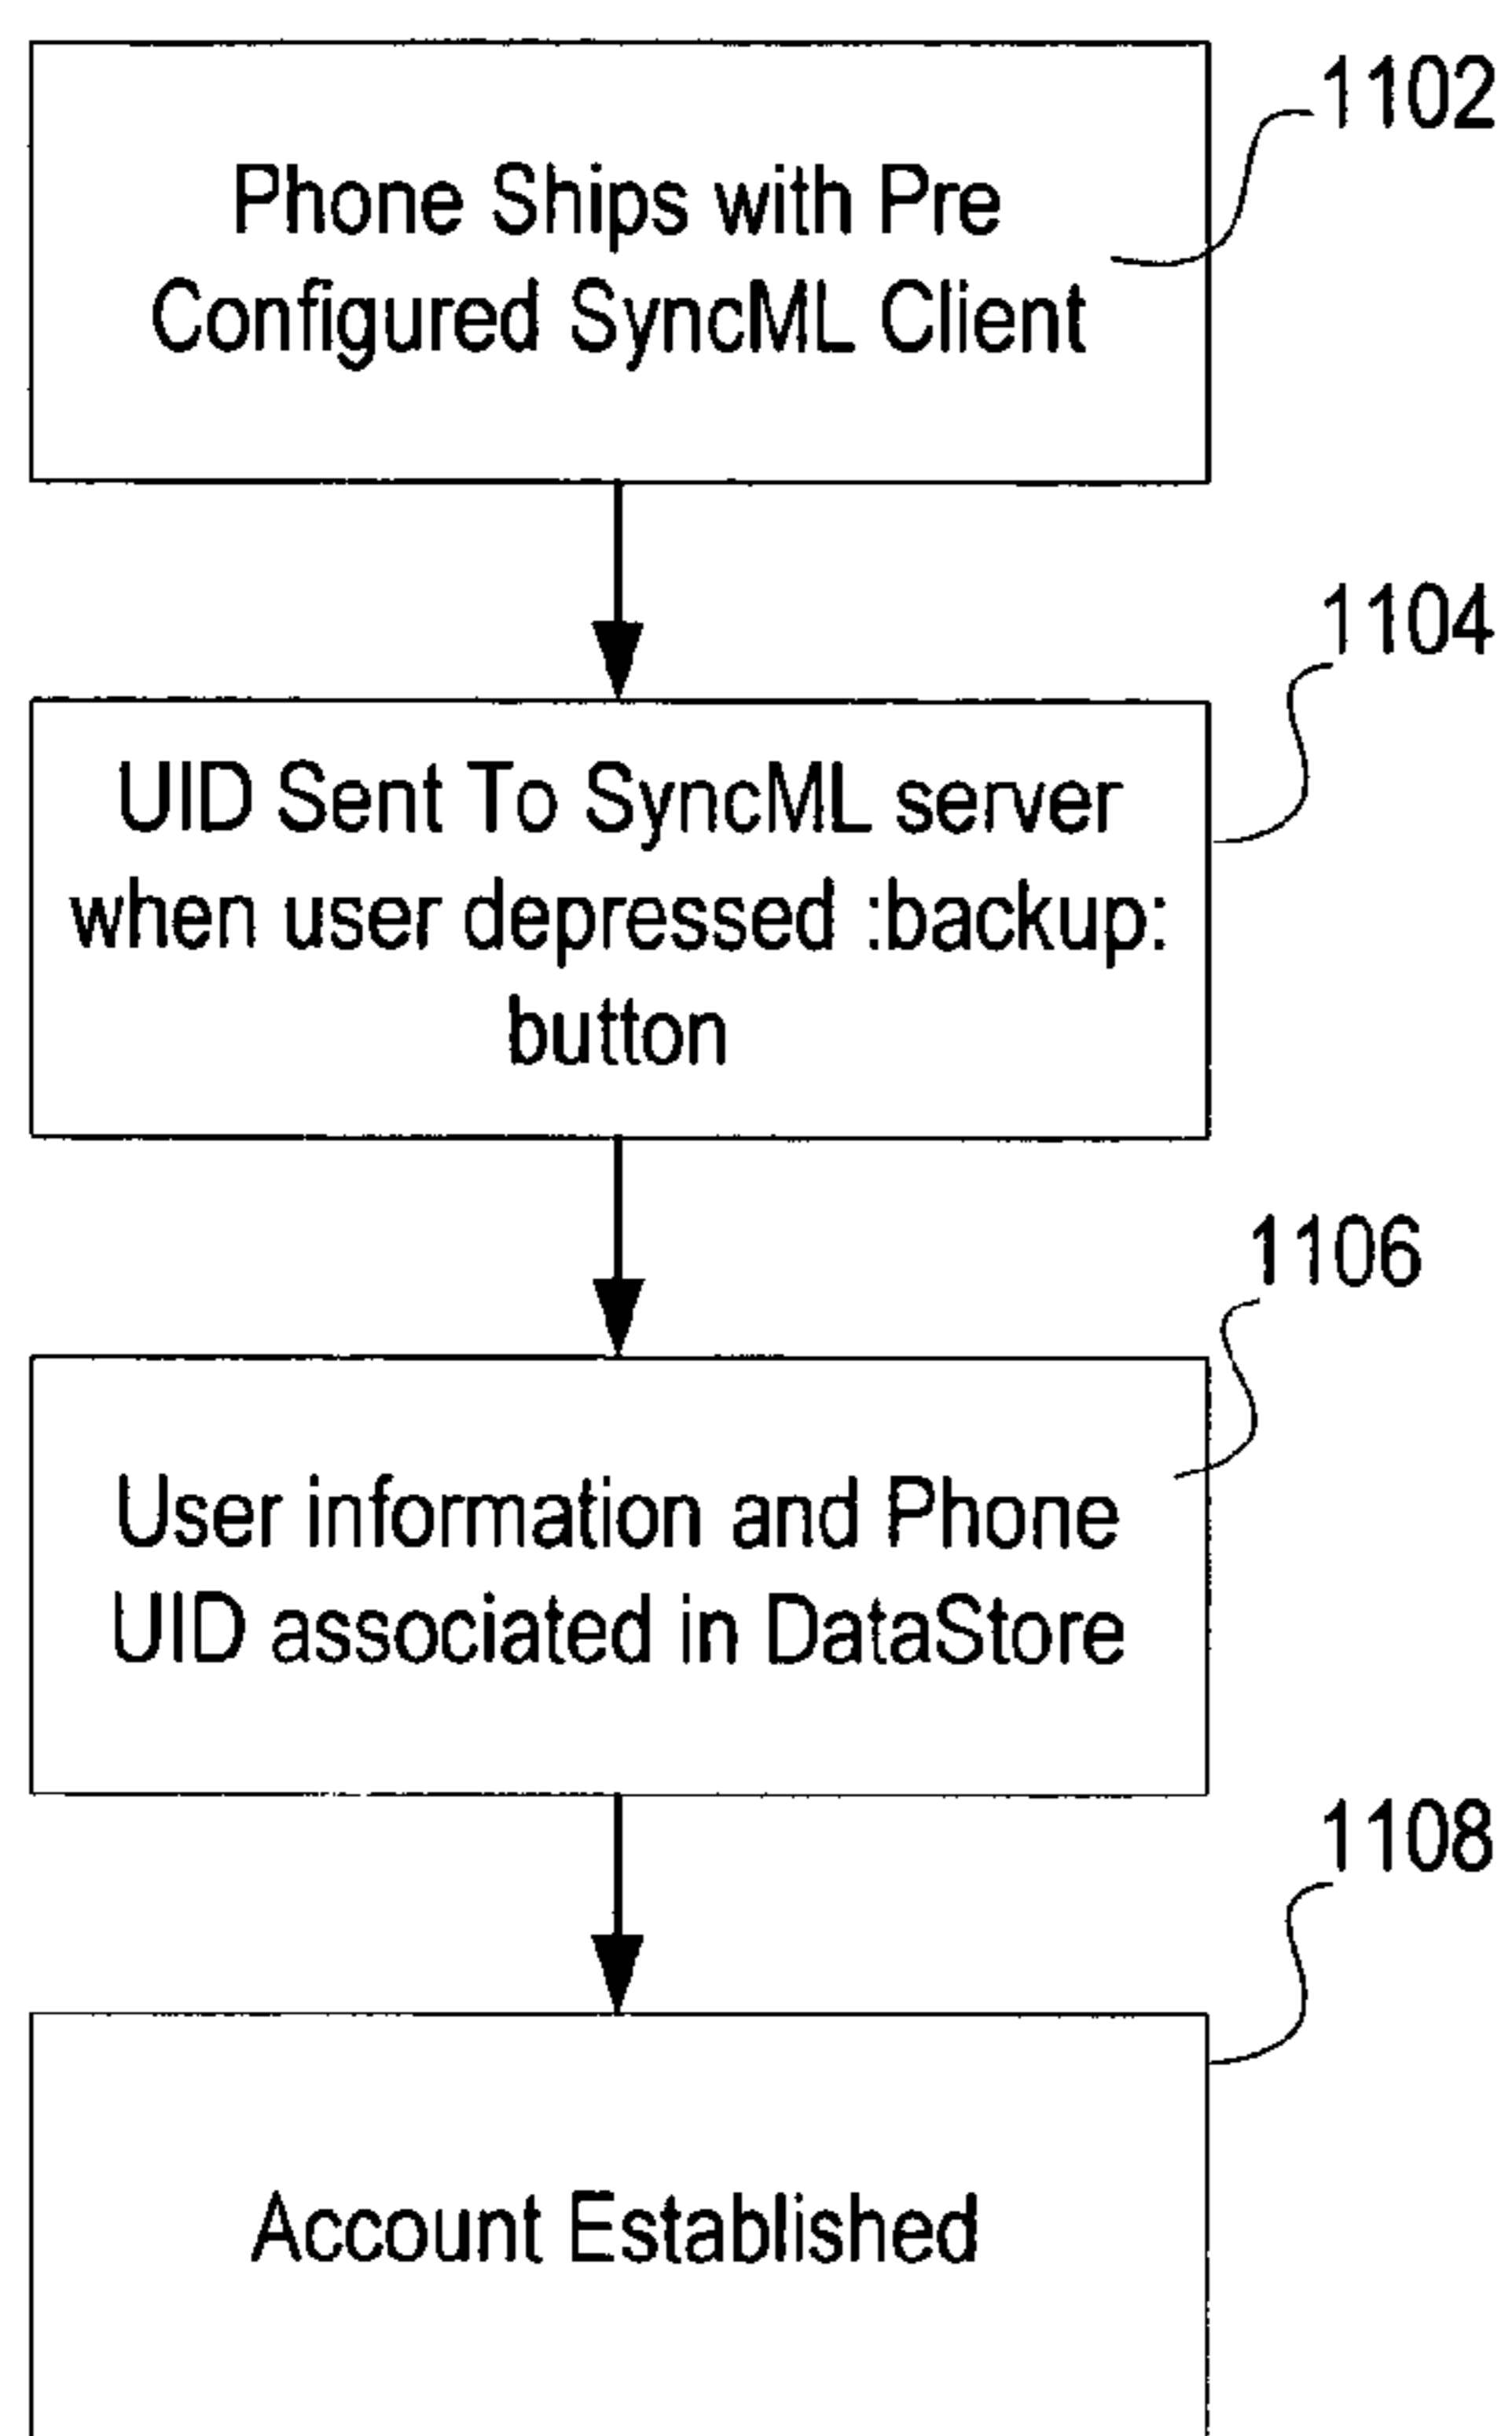 1102
Phone Ships with Pre
Configured SyncML Client
1104
UID Sent To SyncML server
when user depressed :backup:
button
1106
User information and Phone
UID associated in DataStore
1108
Account Established